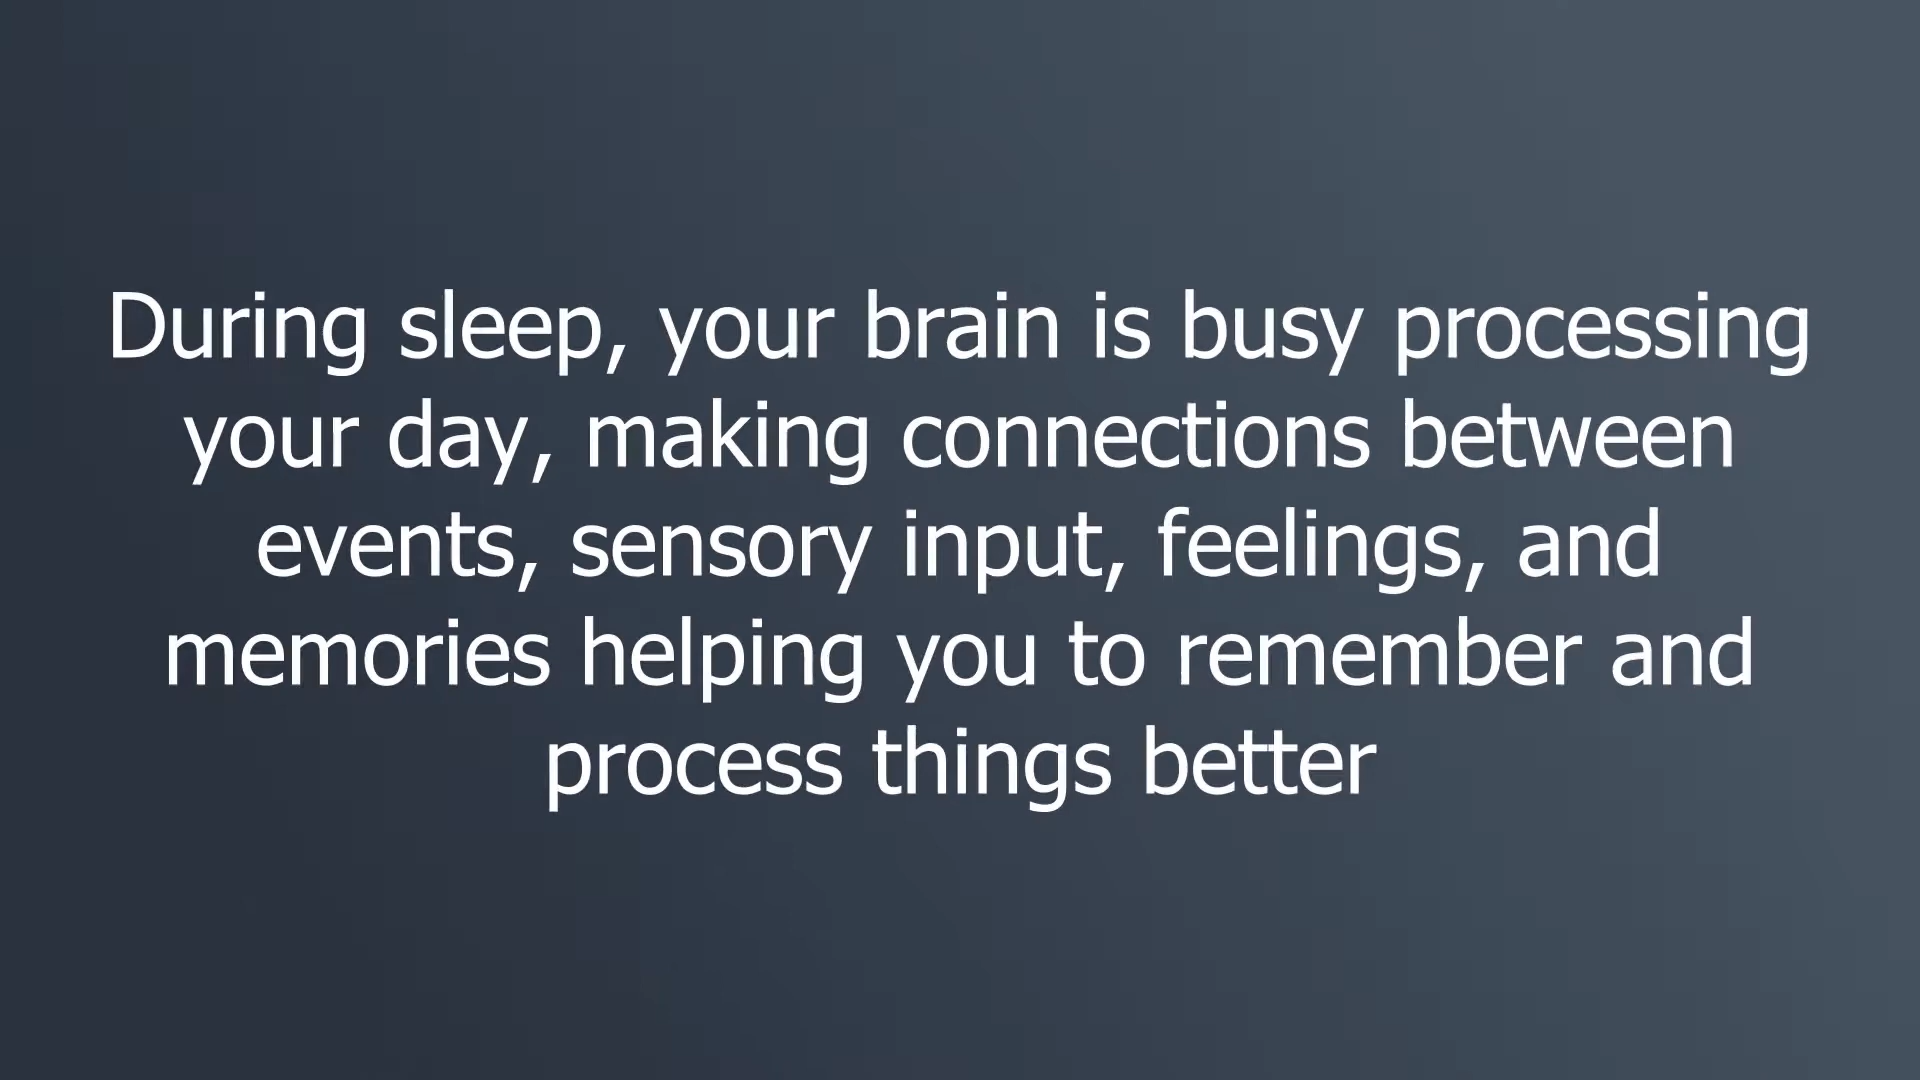 During sleep, your brain is busy processing
your day, making connections between
events, sensory input, feelings, and
memories helping you to remember and
process things better